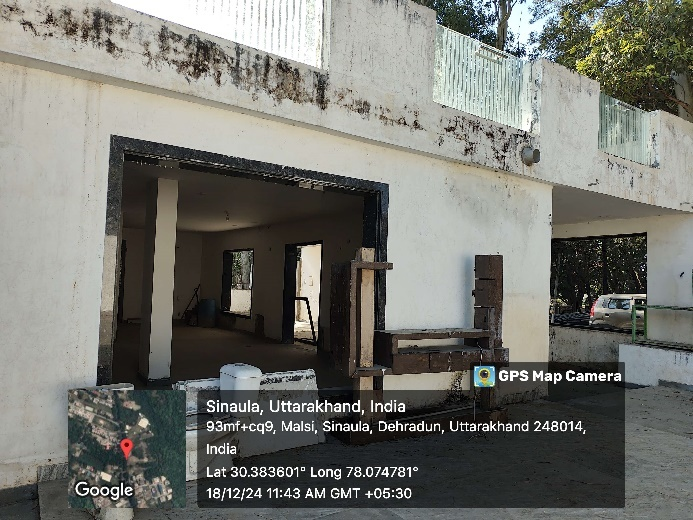 GPS Map Camera
Sinaula, Uttarakhand, India
93mf+cq9, Malsi, Sinaula, Dehradun, Uttarakhand 248014,
India
Lat 30.383601° Long 78.074781°
18/12/24 11:43 AM GMT +05:30
Google